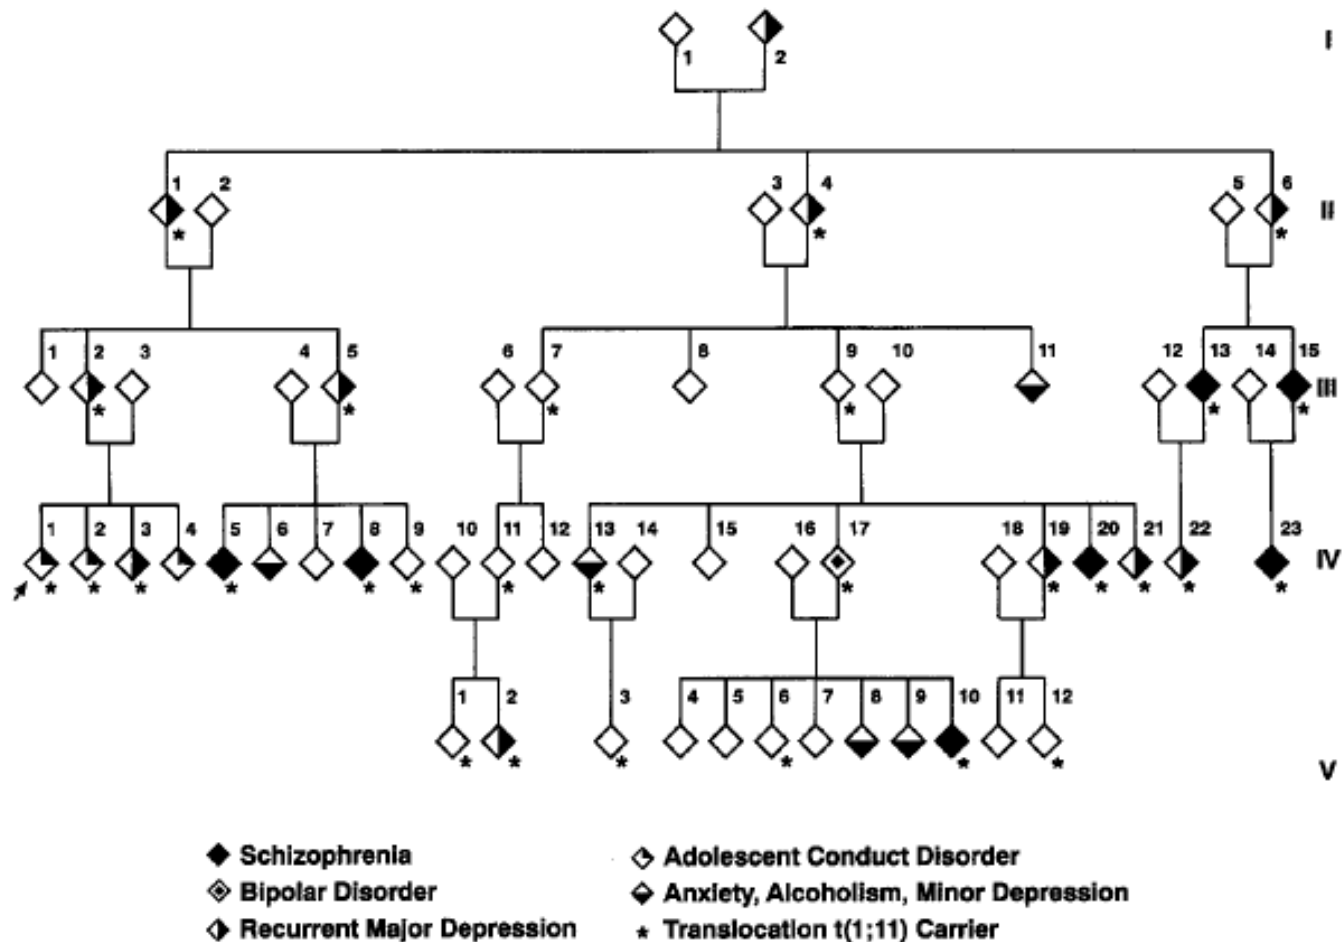 I
1 2
1 2 3 4 5 6
* * *
II
1 2 3 4 5 6 7 8 9 10 11 12 13 14 15
* * * * * *
III
1 2 3 4 5 6 7 8 9 10 11 12 13 14 15 16 17 18 19 20 21 22 23
* * * * * * * * * * * * * *
IV
1 2 3 4 5 6 7 8 9 10 11 12
* * * * * *
V
Schizophrenia Adolescent Conduct Disorder
Bipolar Disorder Anxiety, Alcoholism, Minor Depression
Recurrent Major Depression * Translocation t(1;11) Carrier